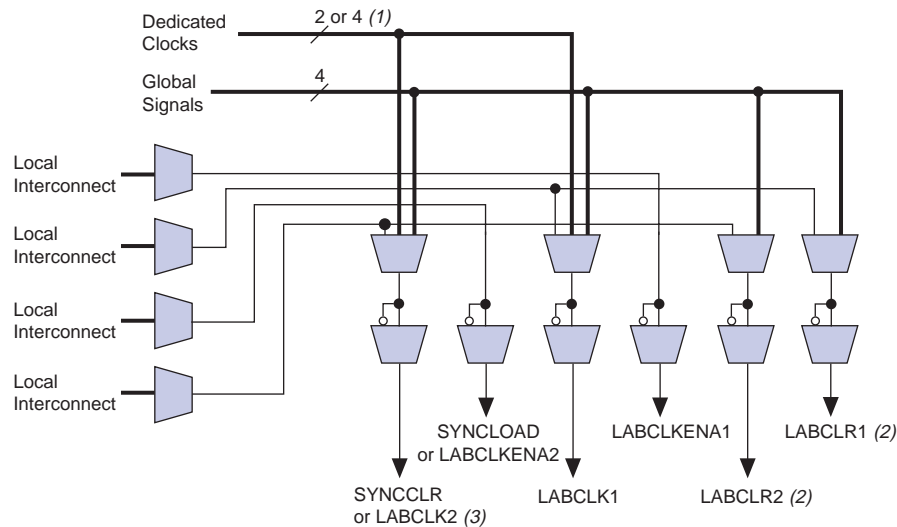 Dedicated
Clocks
2 or 4 (1)
Global
Signals
4
Local
Interconnect
Local
Interconnect
Local
Interconnect
Local
Interconnect
SYNCLOAD
or LABCLKENA2
LABCLKENA1
LABCLR1 (2)
SYNCCLR
or LABCLK2 (3)
LABCLK1
LABCLR2 (2)